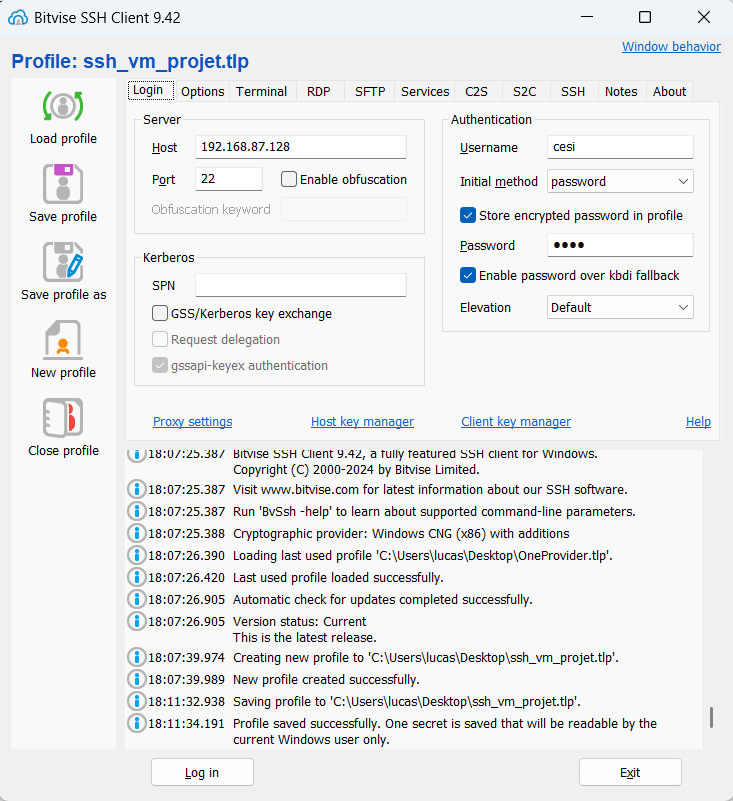 Bitvise SSH Client 9.42
Window behavior
Profile: ssh_vm_projet.tlp
Load profile
Save profile
Save profile as
New profile
Close profile
Login Options Terminal RDP SFTP Services C2S S2C SSH Notes About
Server
Host 192.168.87.128
Port 22 Enable obfuscation
Obfuscation keyword
Kerberos
SPN
GSS/Kerberos key exchange
Request delegation
gssapi-keyex authentication
Authentication
Username cesi
Initial method password
Store encrypted password in profile
Password ●●●●
Enable password over kbdi fallback
Elevation Default
Proxy settings Host key manager Client key manager Help
18:07:25.387 Bitvise SSH Client 9.42, a fully featured SSH client for Windows.
Copyright (C) 2000-2024 by Bitvise Limited.
18:07:25.387 Visit www.bitvise.com for latest information about our SSH software.
18:07:25.387 Run 'BvSsh -help' to learn about supported command-line parameters.
18:07:25.388 Cryptographic provider: Windows CNG (x86) with additions
18:07:26.390 Loading last used profile 'C:\Users\lucas\Desktop\OneProvider.tlp'.
18:07:26.420 Last used profile loaded successfully.
18:07:26.905 Automatic check for updates completed successfully.
18:07:26.905 Version status: Current
This is the latest release.
18:07:39.974 Creating new profile to 'C:\Users\lucas\Desktop\ssh_vm_projet.tlp'.
18:07:39.989 New profile created successfully.
18:11:32.938 Saving profile to 'C:\Users\lucas\Desktop\ssh_vm_projet.tlp'.
18:11:34.191 Profile saved successfully. One secret is saved that will be readable by the
current Windows user only.
Log in Exit